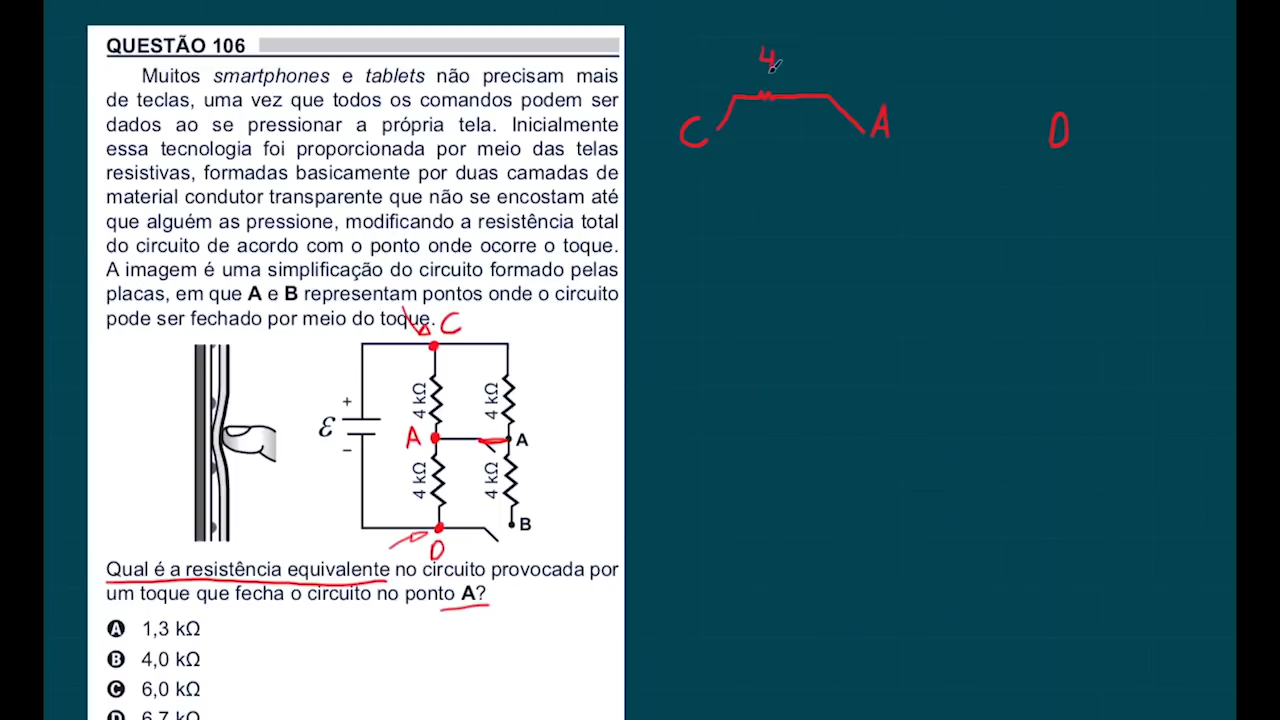 QUESTÃO 106
Muitos smartphones e tablets não precisam mais
de teclas, uma vez que todos os comandos podem ser
dados ao se pressionar a própria tela. Inicialmente
essa tecnologia foi proporcionada por meio das telas
resistivas, formadas basicamente por duas camadas de
material condutor transparente que não se encostam até
que alguém as pressione, modificando a resistência total
do circuito de acordo com o ponto onde ocorre o toque.
A imagem é uma simplificação do circuito formado pelas
placas, em que A e B representam pontos onde o circuito
pode ser fechado por meio do toque.
C
+
ε
−
4 kΩ
4 kΩ
A
A
4 kΩ
4 kΩ
B
D
Qual é a resistência equivalente no circuito provocada por
um toque que fecha o circuito no ponto A?
A 1,3 kΩ
B 4,0 kΩ
C 6,0 kΩ
D 6,7 kΩ
4
C
A
D